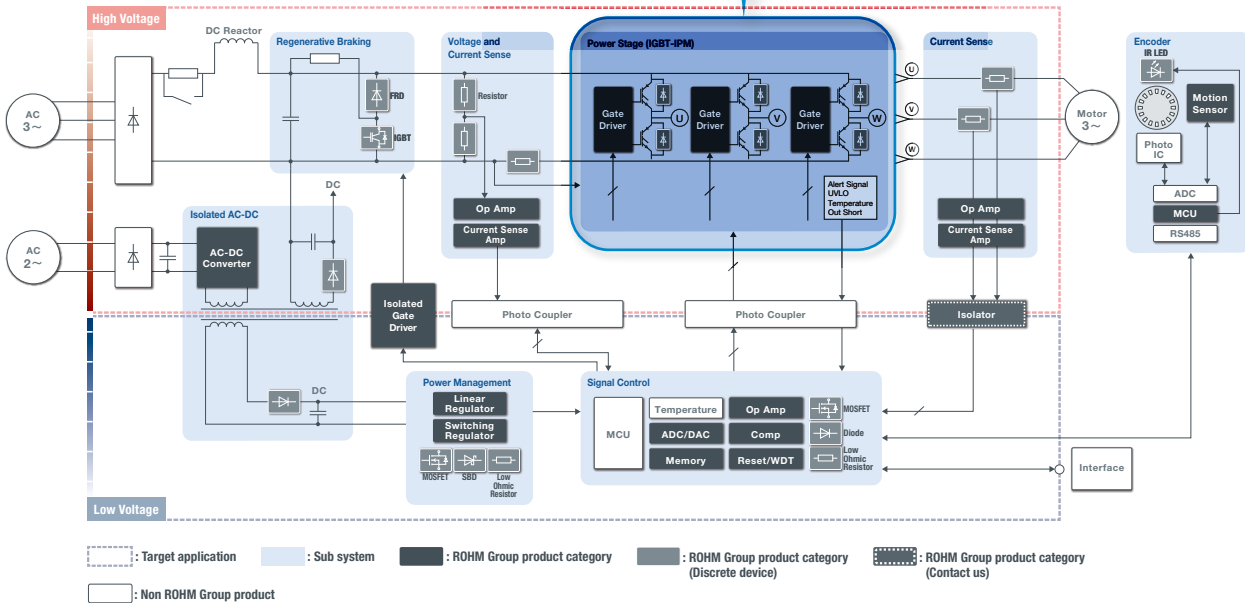 High Voltage
DC Reactor
Regenerative Braking
FRD
IGBT
Voltage and
Current Sense
Resistor
Op Amp
Current Sense
Amp
Power Stage (IGBT-IPM)
Gate
Driver
U
Gate
Driver
V
Gate
Driver
W
Alert Signal
UVLO
Temperature
Out Short
Current Sense
U
V
W
Op Amp
Current Sense
Amp
Motor
3～
Encoder
IR LED
Motion
Sensor
Photo
IC
ADC
MCU
RS485
AC
3～
AC
2～
Isolated AC-DC
AC-DC
Converter
DC
DC
Isolated
Gate
Driver
Photo Coupler
Photo Coupler
Isolator
Power Management
Linear
Regulator
Switching
Regulator
MOSFET
SBD
Low
Ohmic
Resistor
Signal Control
MCU
Temperature
Op Amp
MOSFET
ADC/DAC
Comp
Diode
Memory
Reset/WDT
Low
Ohmic
Resistor
Interface
Low Voltage
: Target application
: Sub system
: ROHM Group product category
: ROHM Group product category
(Discrete device)
: ROHM Group product category
(Contact us)
: Non ROHM Group product